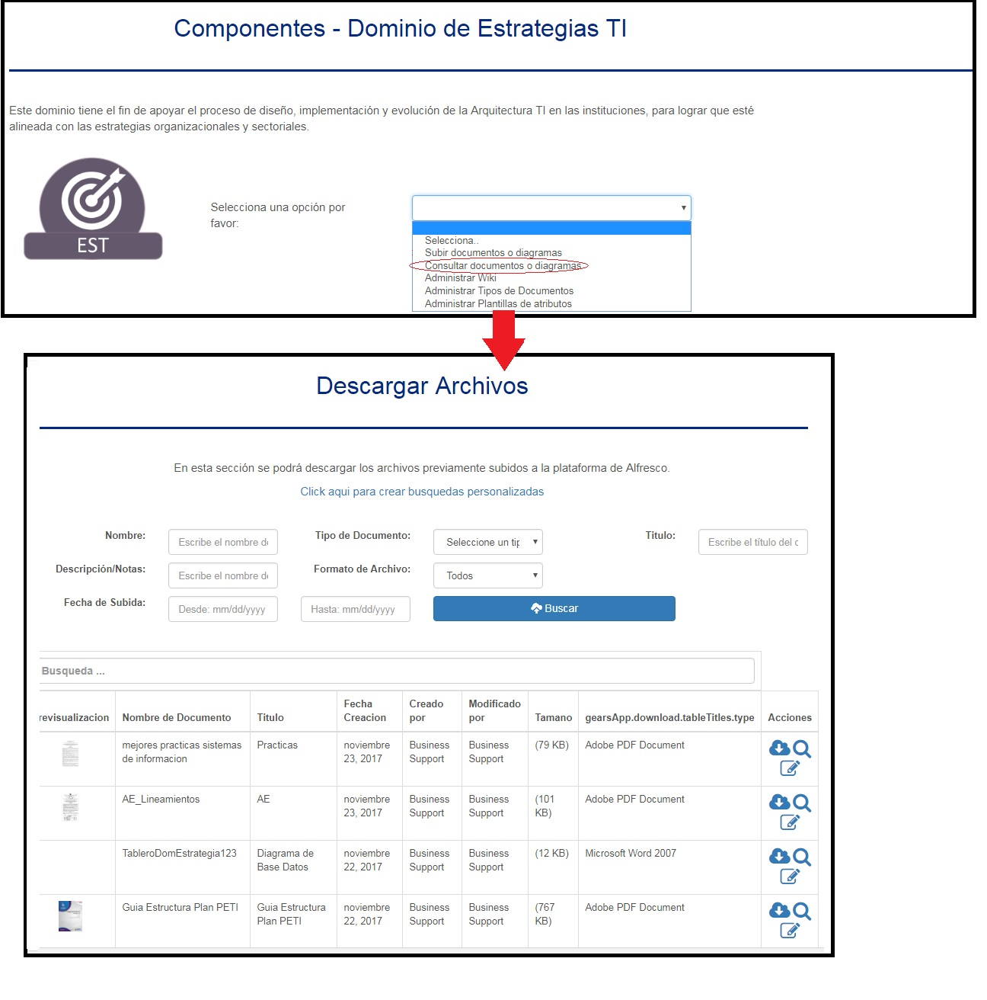 Componentes - Dominio de Estrategias TI
Este dominio tiene el fin de apoyar el proceso de diseño, implementación y evolución de la Arquitectura TI en las instituciones, para lograr que esté
alineada con las estrategias organizacionales y sectoriales.
EST
Selecciona una opción por
favor:
Selecciona..
Subir documentos o diagramas
Consultar documentos o diagramas
Administrar Wiki
Administrar Tipos de Documentos
Administrar Plantillas de atributos
Descargar Archivos
En esta sección se podrá descargar los archivos previamente subidos a la plataforma de Alfresco.
Click aqui para crear busquedas personalizadas
Nombre: Escribe el nombre de Tipo de Documento: Seleccione un tip Titulo: Escribe el título del c
Descripción/Notas: Escribe el nombre de Formato de Archivo: Todos
Fecha de Subida: Desde: mm/dd/yyyy Hasta: mm/dd/yyyy Buscar
Busqueda ...
revisualizacion Nombre de Documento Titulo Fecha Creacion Creado por Modificado por Tamano gearsApp.download.tableTitles.type Acciones
mejores practicas sistemas de informacion Practicas noviembre 23, 2017 Business Support Business Support (79 KB) Adobe PDF Document
AE_Lineamientos AE noviembre 23, 2017 Business Support Business Support (101 KB) Adobe PDF Document
TableroDomEstrategia123 Diagrama de Base Datos noviembre 22, 2017 Business Support Business Support (12 KB) Microsoft Word 2007
Guia Estructura Plan PETI Guia Estructura Plan PETI noviembre 22, 2017 Business Support Business Support (767 KB) Adobe PDF Document